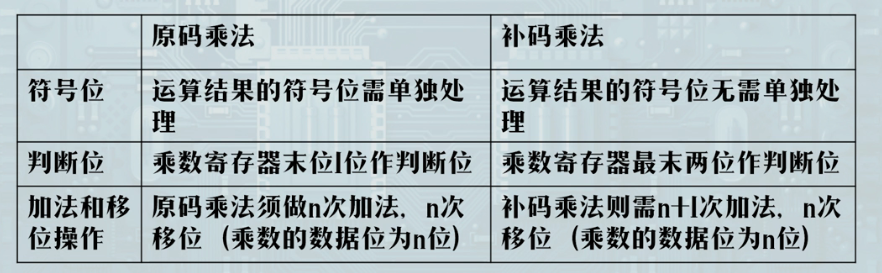 原码乘法 补码乘法
符号位 运算结果的符号位需单独处理 运算结果的符号位无需单独处理
判断位 乘数寄存器末位1位作判断位 乘数寄存器最末两位作判断位
加法和移位操作 原码乘法须做n次加法，n次移位（乘数的数据位为n位） 补码乘法则需n+1次加法，n次移位（乘数的数据位为n位）